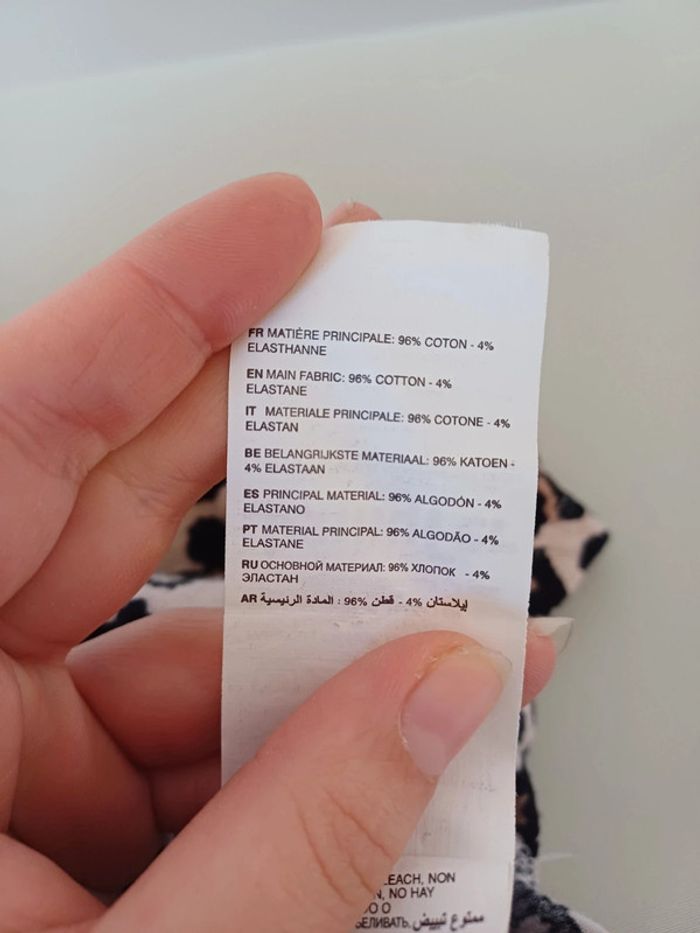 FR MATIÈRE PRINCIPALE: 96% COTON - 4%
ELASTHANNE
EN MAIN FABRIC: 96% COTTON - 4%
ELASTANE
IT MATERIALE PRINCIPALE: 96% COTONE - 4%
ELASTAN
BE BELANGRIJKSTE MATERIAAL: 96% KATOEN -
4% ELASTAAN
ES PRINCIPAL MATERIAL: 96% ALGODÓN - 4%
ELASTANO
PT MATERIAL PRINCIPAL: 96% ALGODÃO - 4%
ELASTANE
RU ОСНОВНОЙ МАТЕРИАЛ: 96% ХЛОПОК - 4%
ЭЛАСТАН
AR إيلاستان 4% - قطن 96% : المادة الرئيسية
NON
NO HAY
O
ممنوع تبييض